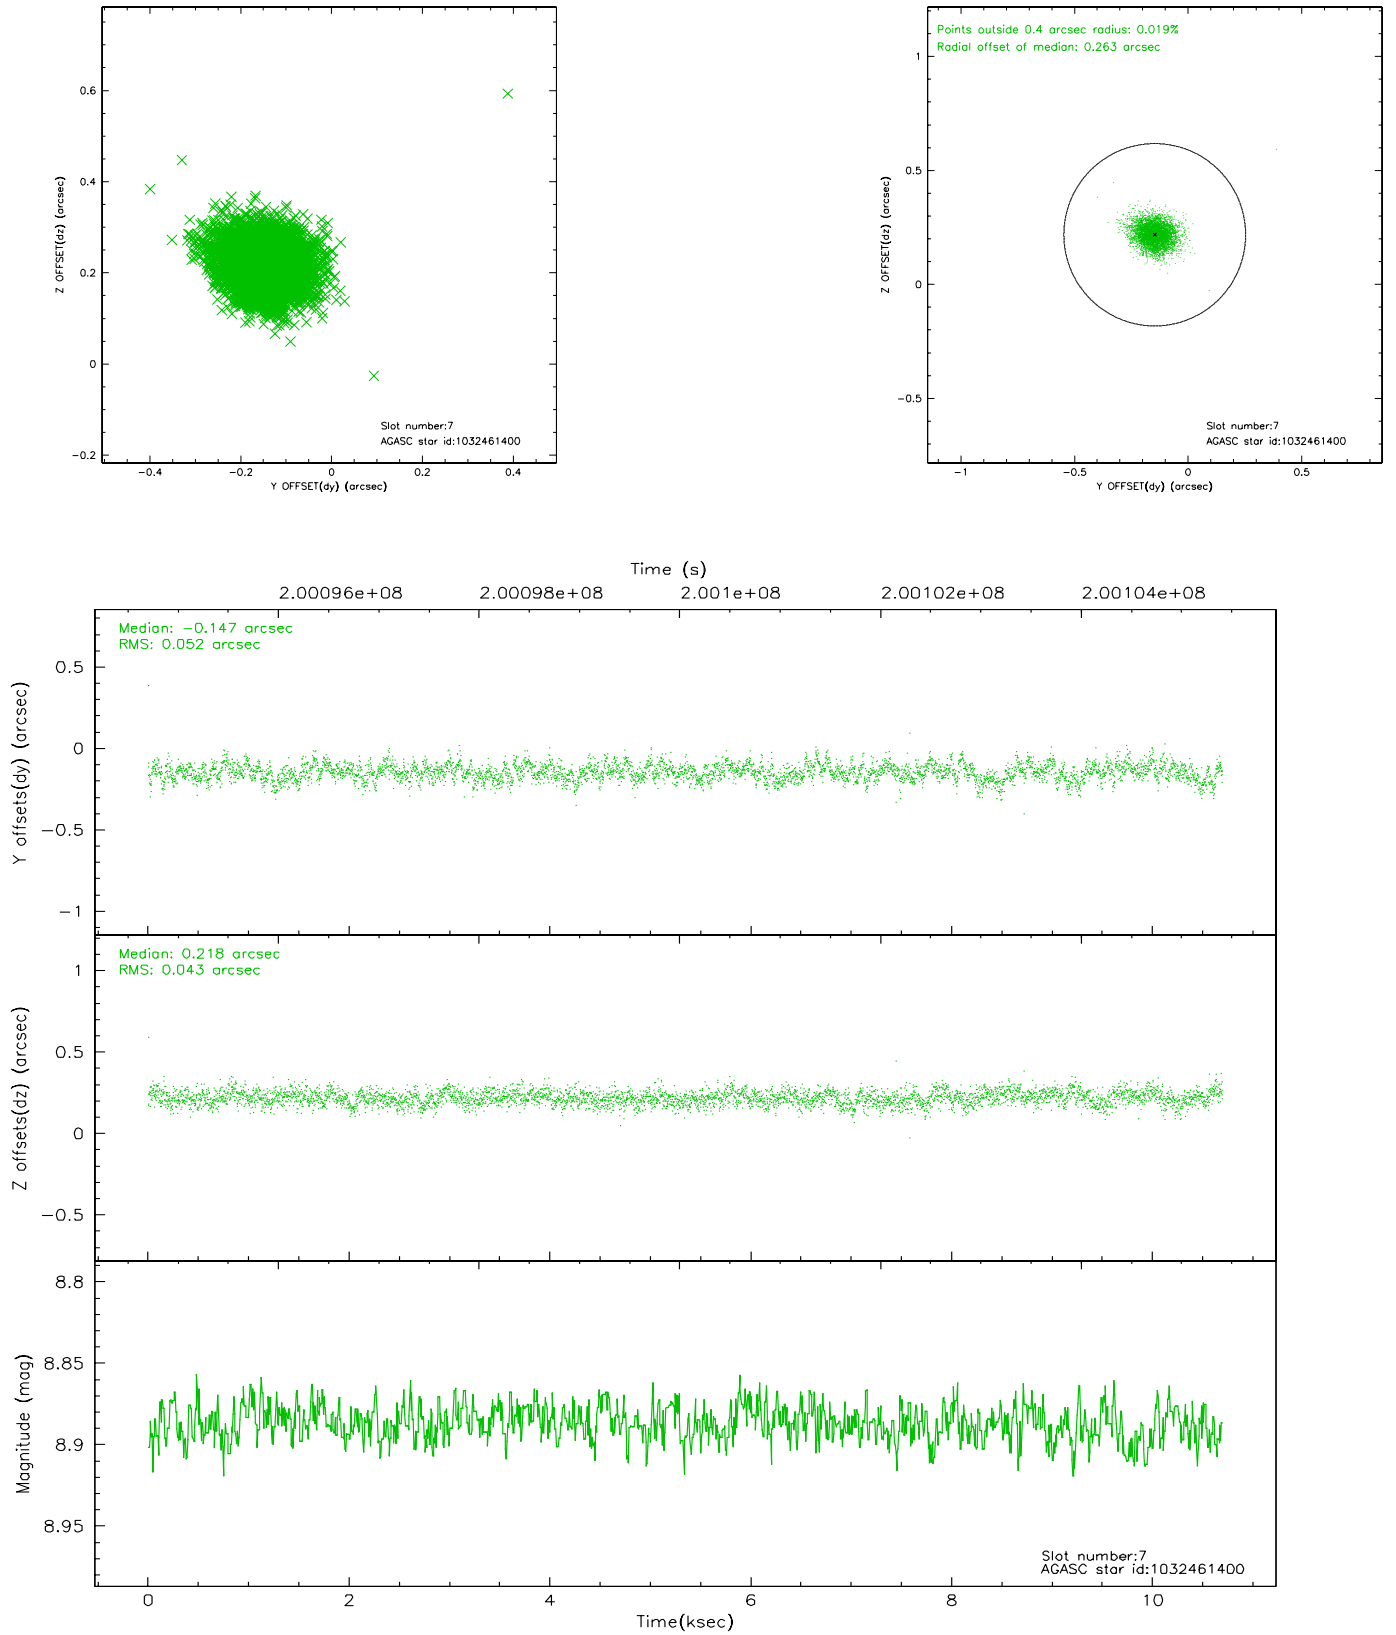 0.6
0.4
0.2
0
-0.2
Z OFFSET(dz) (arcsec)
-0.4 -0.2 0 0.2 0.4
Y OFFSET(dy) (arcsec)
Slot number:7
AGASC star id:1032461400
Points outside 0.4 arcsec radius: 0.019%
Radial offset of median: 0.263 arcsec
1
0.5
0
-0.5
Z OFFSET(dz) (arcsec)
-1 -0.5 0 0.5
Y OFFSET(dy) (arcsec)
Slot number:7
AGASC star id:1032461400
Time (s)
2.00096e+08 2.00098e+08 2.001e+08 2.00102e+08 2.00104e+08
Median: -0.147 arcsec
RMS: 0.052 arcsec
0.5
0
-0.5
-1
Y offsets(dy) (arcsec)
Median: 0.218 arcsec
RMS: 0.043 arcsec
1
0.5
0
-0.5
Z offsets(dz) (arcsec)
8.8
8.85
8.9
8.95
Magnitude (mag)
Slot number:7
AGASC star id:1032461400
0 2 4 6 8 10
Time(ksec)